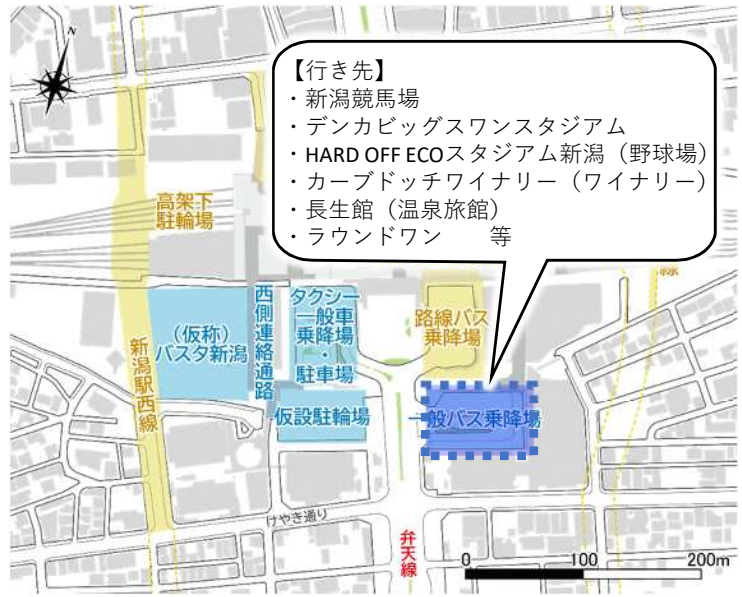 N
【行き先】
・新潟競馬場
・デンカビッグスワンスタジアム
・HARD OFF ECOスタジアム新潟（野球場）
・カーブドッチワイナリー（ワイナリー）
・長生館（温泉旅館）
・ラウンドワン　　等
高架下
駐輪場
線
新潟駅西線
（仮称）
バスタ新潟
西側連絡通路
タクシー
一般車
乗降場
・
駐車場
路線バス
乗降場
仮設駐輪場
一般バス乗降場
けやき通り
弁天線
0 100 200m